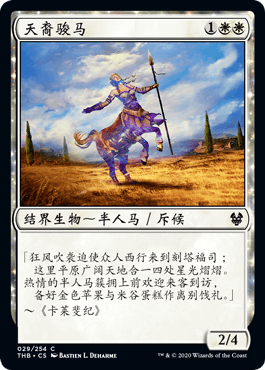 天裔骏马 1
结界生物～半人马 / 斥候
「狂风吹袭迫使众人西行来到刻塔福司；
这里平原广阔天地合一四处星光熠熠。
热情的半人马簇拥上前欢迎来客到访，
备好金色苹果与米谷蛋糕作离别饯礼。」
～《卡莱斐纪》
2/4
029/254 C
THB • CS BASTIEN L. DEHARME
™ & © 2020 Wizards of the Coast